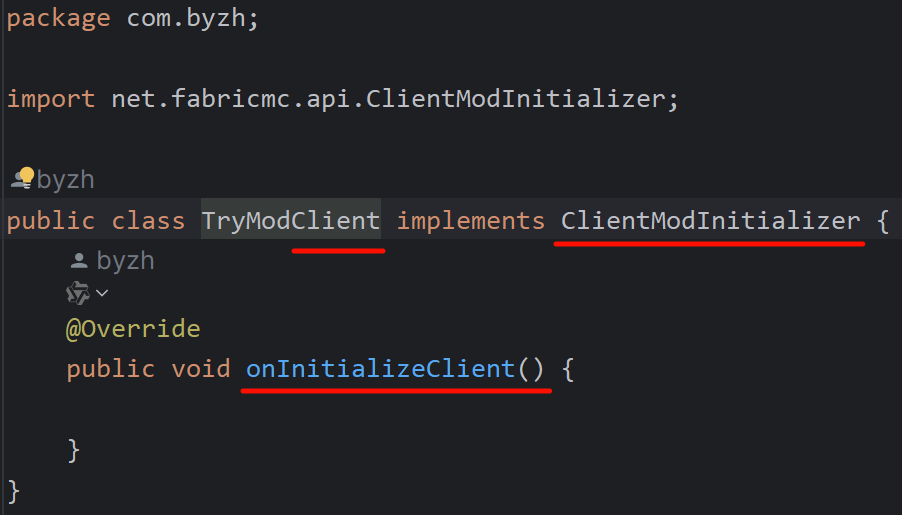 package com.byzh;
import net.fabricmc.api.ClientModInitializer;
byzh
public class TryModClient implements ClientModInitializer {
byzh
@Override
public void onInitializeClient() {
}
}